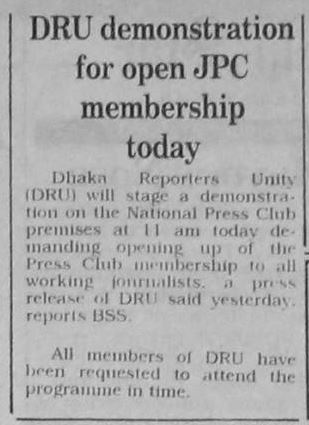 DRU demonstration
for open JPC
membership
today
Dhaka Reporters Unity
(DRU) will stage a demonstra-
tion on the National Press Club
premises at 11 am today de-
manding opening up of the
Press Club membership to all
working journalists, a press
release of DRU said yesterday,
reports BSS.
All members of DRU have
been requested to attend the
programme in time.